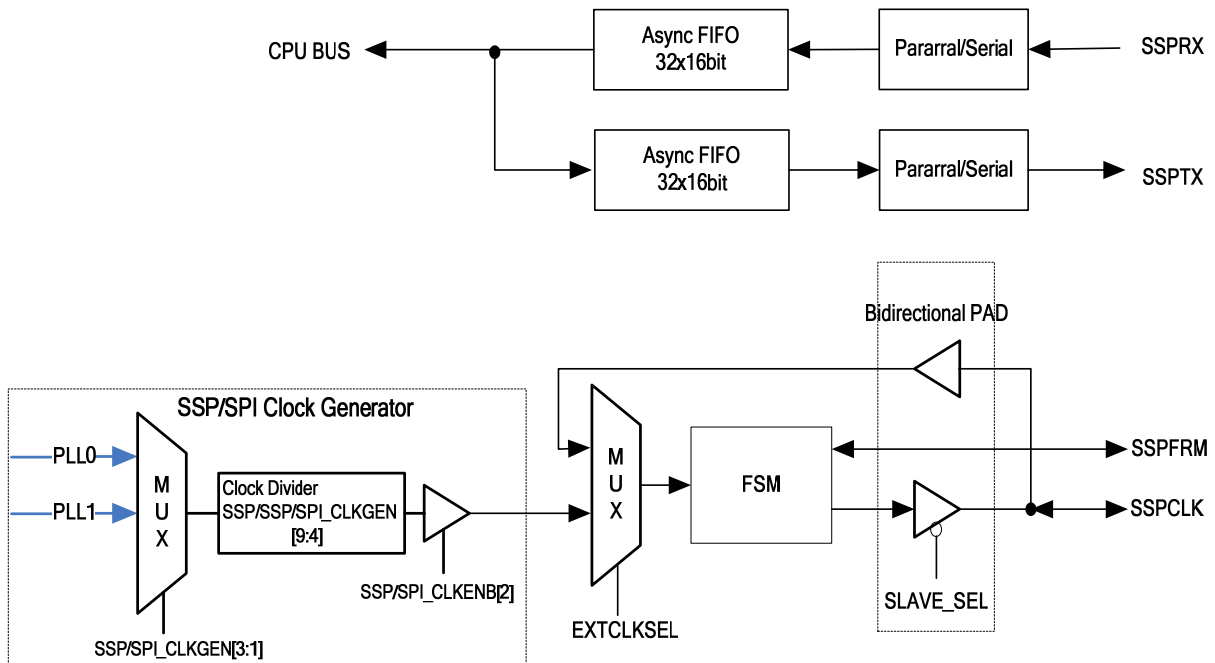 CPU BUS
Async FIFO
32x16bit
Pararral/Serial
SSPRX
Async FIFO
32x16bit
Pararral/Serial
SSPTX
Bidirectional PAD
SSP/SPI Clock Generator
PLL0
PLL1
M
U
X
Clock Divider
SSP/SSP/SPI_CLKGEN
[9:4]
SSP/SPI_CLKENB[2]
SSP/SPI_CLKGEN[3:1]
M
U
X
EXTCLKSEL
FSM
SSPFRM
SSPCLK
SLAVE_SEL